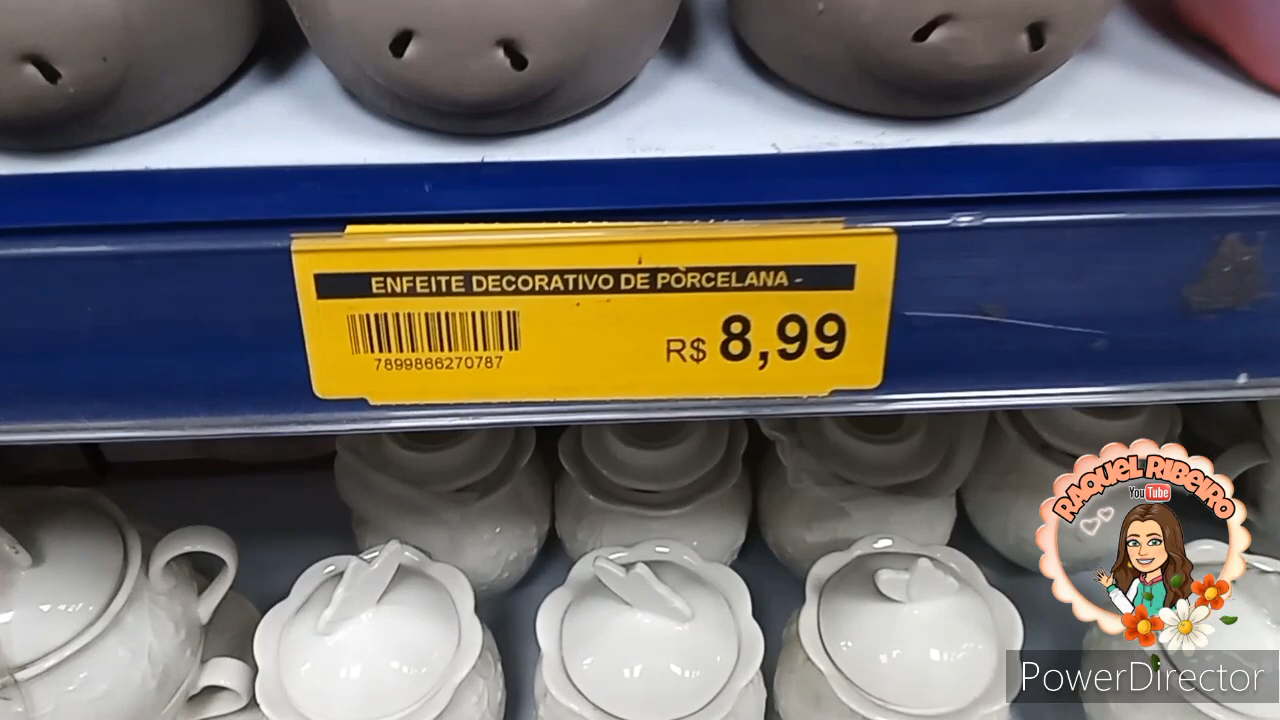 ENFEITE DECORATIVO DE PORCELANA -
7899866270787
R$ 8,99
RAQUEL RIBEIRO
YouTube
PowerDirector